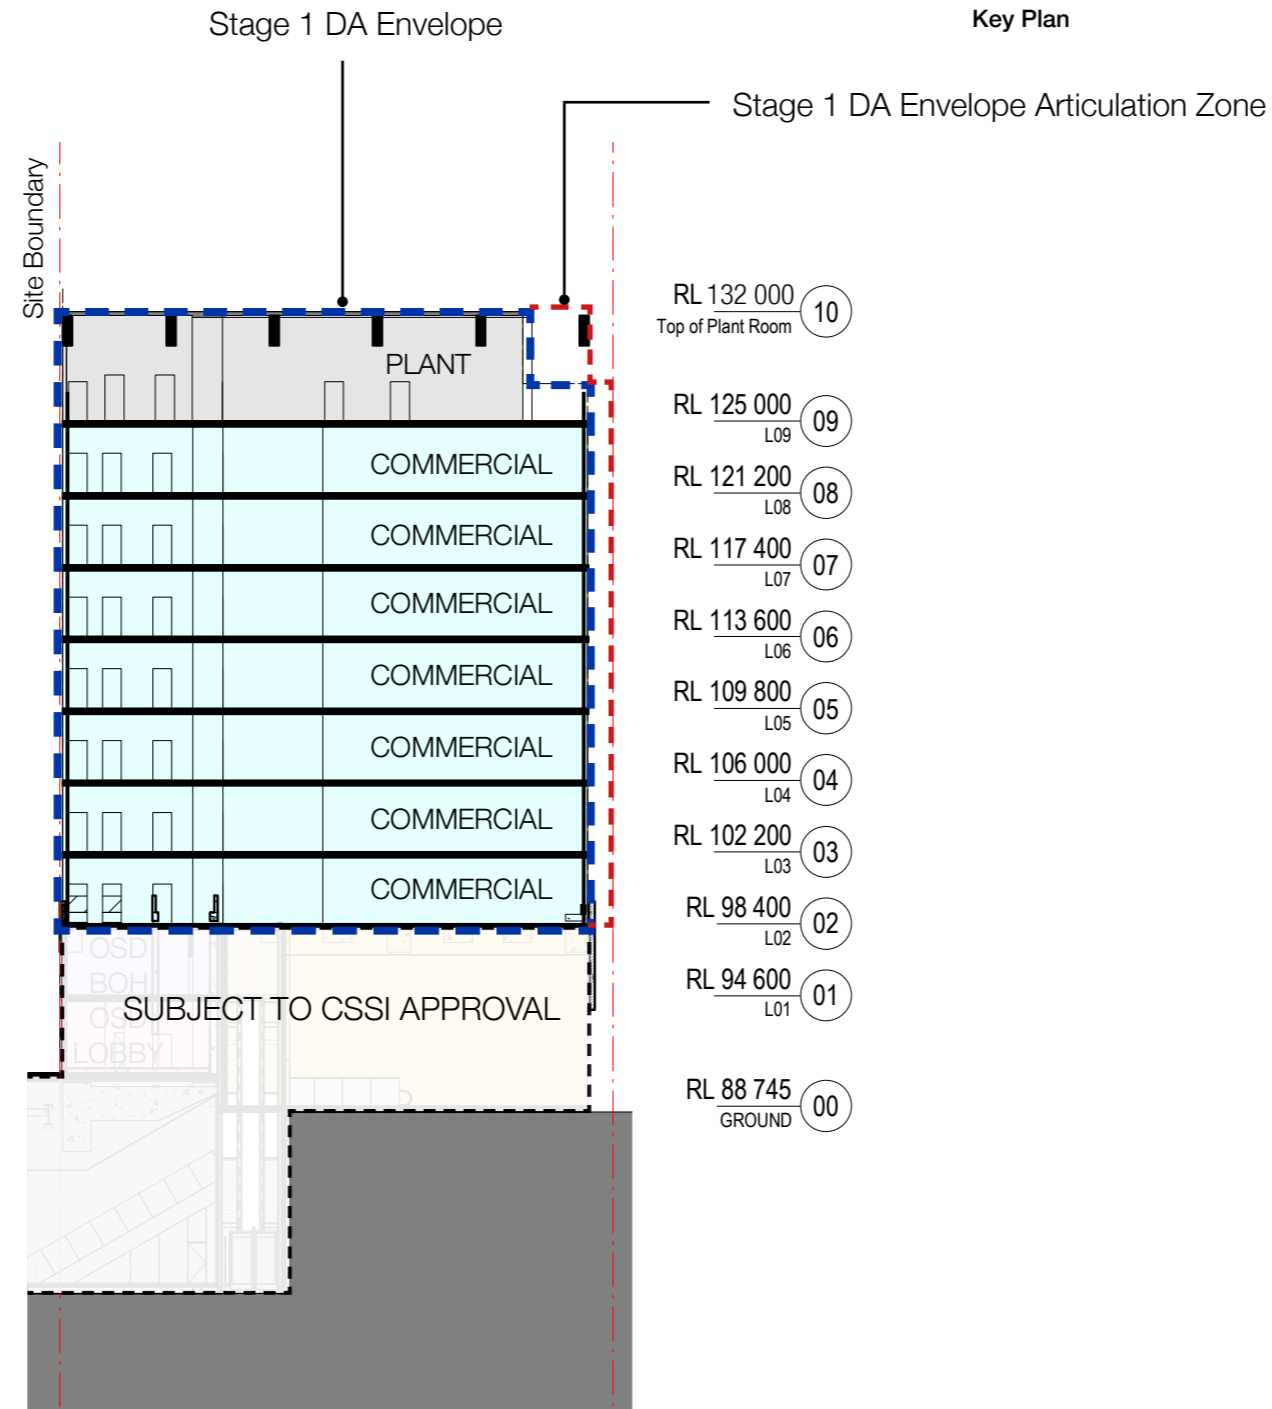 Stage 1 DA Envelope
Key Plan
Stage 1 DA Envelope Articulation Zone
Site Boundary
RL 132 000
Top of Plant Room
10
PLANT
RL 125 000
L09
09
COMMERCIAL
RL 121 200
L08
08
COMMERCIAL
RL 117 400
L07
07
COMMERCIAL
RL 113 600
L06
06
COMMERCIAL
RL 109 800
L05
05
COMMERCIAL
RL 106 000
L04
04
COMMERCIAL
RL 102 200
L03
03
COMMERCIAL
RL 98 400
L02
02
OSD
BOH
RL 94 600
L01
01
SUBJECT TO CSSI APPROVAL
OSD
LOBBY
RL 88 745
GROUND
00